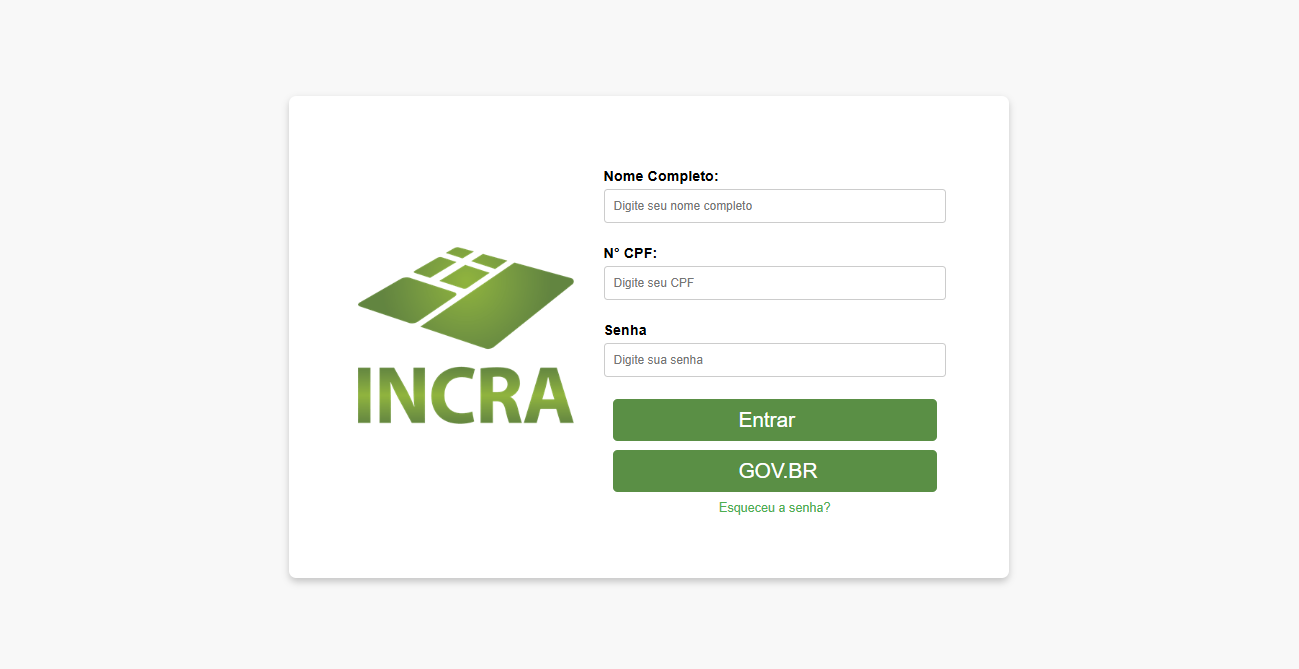 Nome Completo:
Digite seu nome completo
N° CPF:
Digite seu CPF
Senha
Digite sua senha
INCRA
Entrar
GOV.BR
Esqueceu a senha?